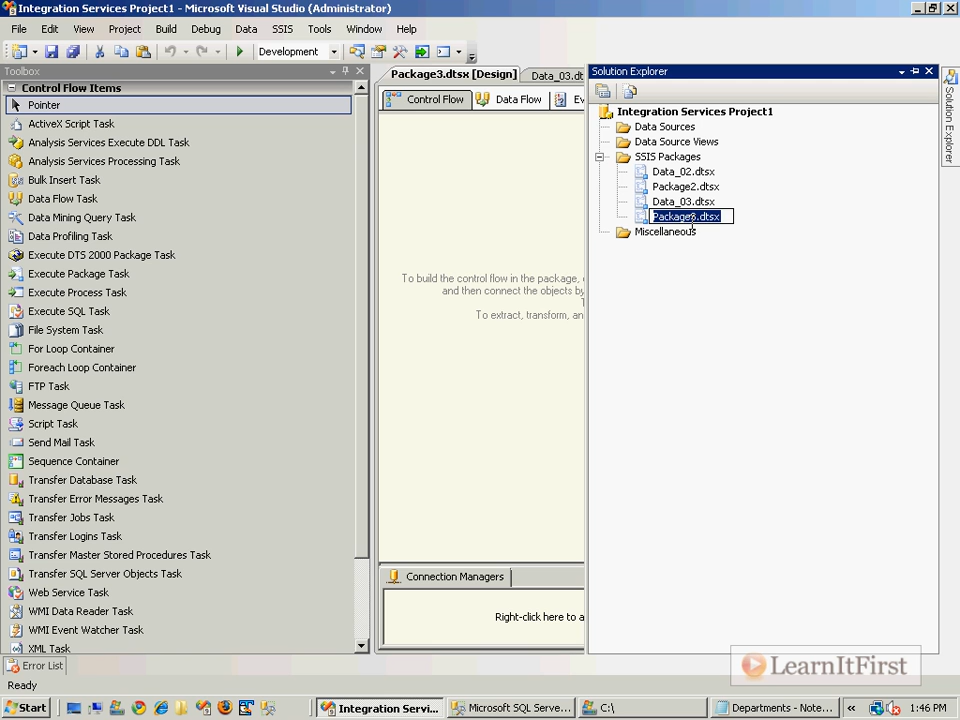 Integration Services Project1 - Microsoft Visual Studio (Administrator)
File Edit View Project Build Debug Data SSIS Tools Window Help
Development
Toolbox
Control Flow Items
Pointer
ActiveX Script Task
Analysis Services Execute DDL Task
Analysis Services Processing Task
Bulk Insert Task
Data Flow Task
Data Mining Query Task
Data Profiling Task
Execute DTS 2000 Package Task
Execute Package Task
Execute Process Task
Execute SQL Task
File System Task
For Loop Container
Foreach Loop Container
FTP Task
Message Queue Task
Script Task
Send Mail Task
Sequence Container
Transfer Database Task
Transfer Error Messages Task
Transfer Jobs Task
Transfer Logins Task
Transfer Master Stored Procedures Task
Transfer SQL Server Objects Task
Web Service Task
WMI Data Reader Task
WMI Event Watcher Task
XML Task
Package3.dtsx [Design] Data_03.dt
Control Flow Data Flow Ev
To build the control flow in the package,
and then connect the objects by
T
To extract, transform, an
Connection Managers
Right-click here to a
Solution Explorer
Integration Services Project1
Data Sources
Data Source Views
SSIS Packages
Data_02.dtsx
Package2.dtsx
Data_03.dtsx
Package3.dtsx
Miscellaneous
Solution Explorer
LearnItFirst
Error List
Ready
Start Integration Servi... Microsoft SQL Serve... C:\ Departments - Note... « 1:46 PM